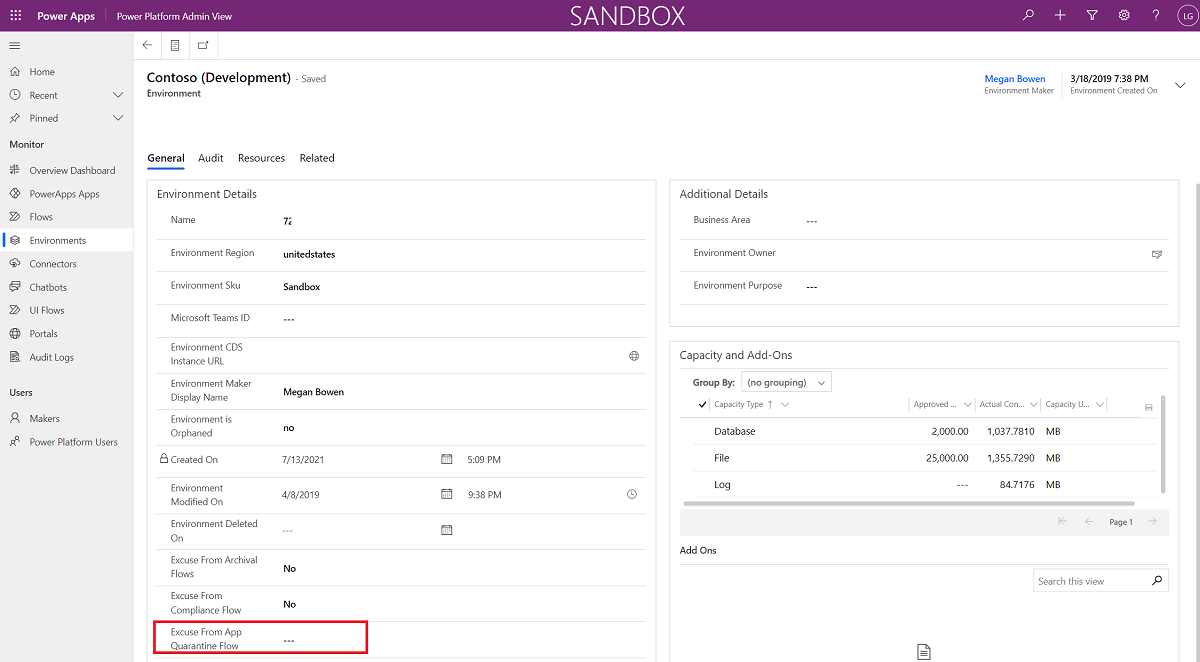 Power Apps
Power Platform Admin View
SANDBOX
LG
Home
Recent
Pinned
Monitor
Overview Dashboard
PowerApps Apps
Flows
Environments
Connectors
Chatbots
UI Flows
Portals
Audit Logs
Users
Makers
Power Platform Users
Contoso (Development) - Saved
Environment
Megan Bowen
Environment Maker
3/18/2019 7:38 PM
Environment Created On
General Audit Resources Related
Environment Details
Name 72
Environment Region unitedstates
Environment Sku Sandbox
Microsoft Teams ID ---
Environment CDS
Instance URL
Environment Maker
Display Name
Megan Bowen
Environment is
Orphaned
no
Created On 7/13/2021 5:09 PM
Environment
Modified On
4/8/2019 9:38 PM
Environment Deleted
On
---
Excuse From Archival
Flows
No
Excuse From
Compliance Flow
No
Excuse From App
Quarantine Flow
---
Additional Details
Business Area ---
Environment Owner
Environment Purpose ---
Capacity and Add-Ons
Group By: (no grouping)
Capacity Type ↑ Approved ... Actual Con... Capacity U...
Database 2,000.00 1,037.7810 MB
File 25,000.00 1,355.7290 MB
Log --- 84.7176 MB
Page 1
Add Ons
Search this view